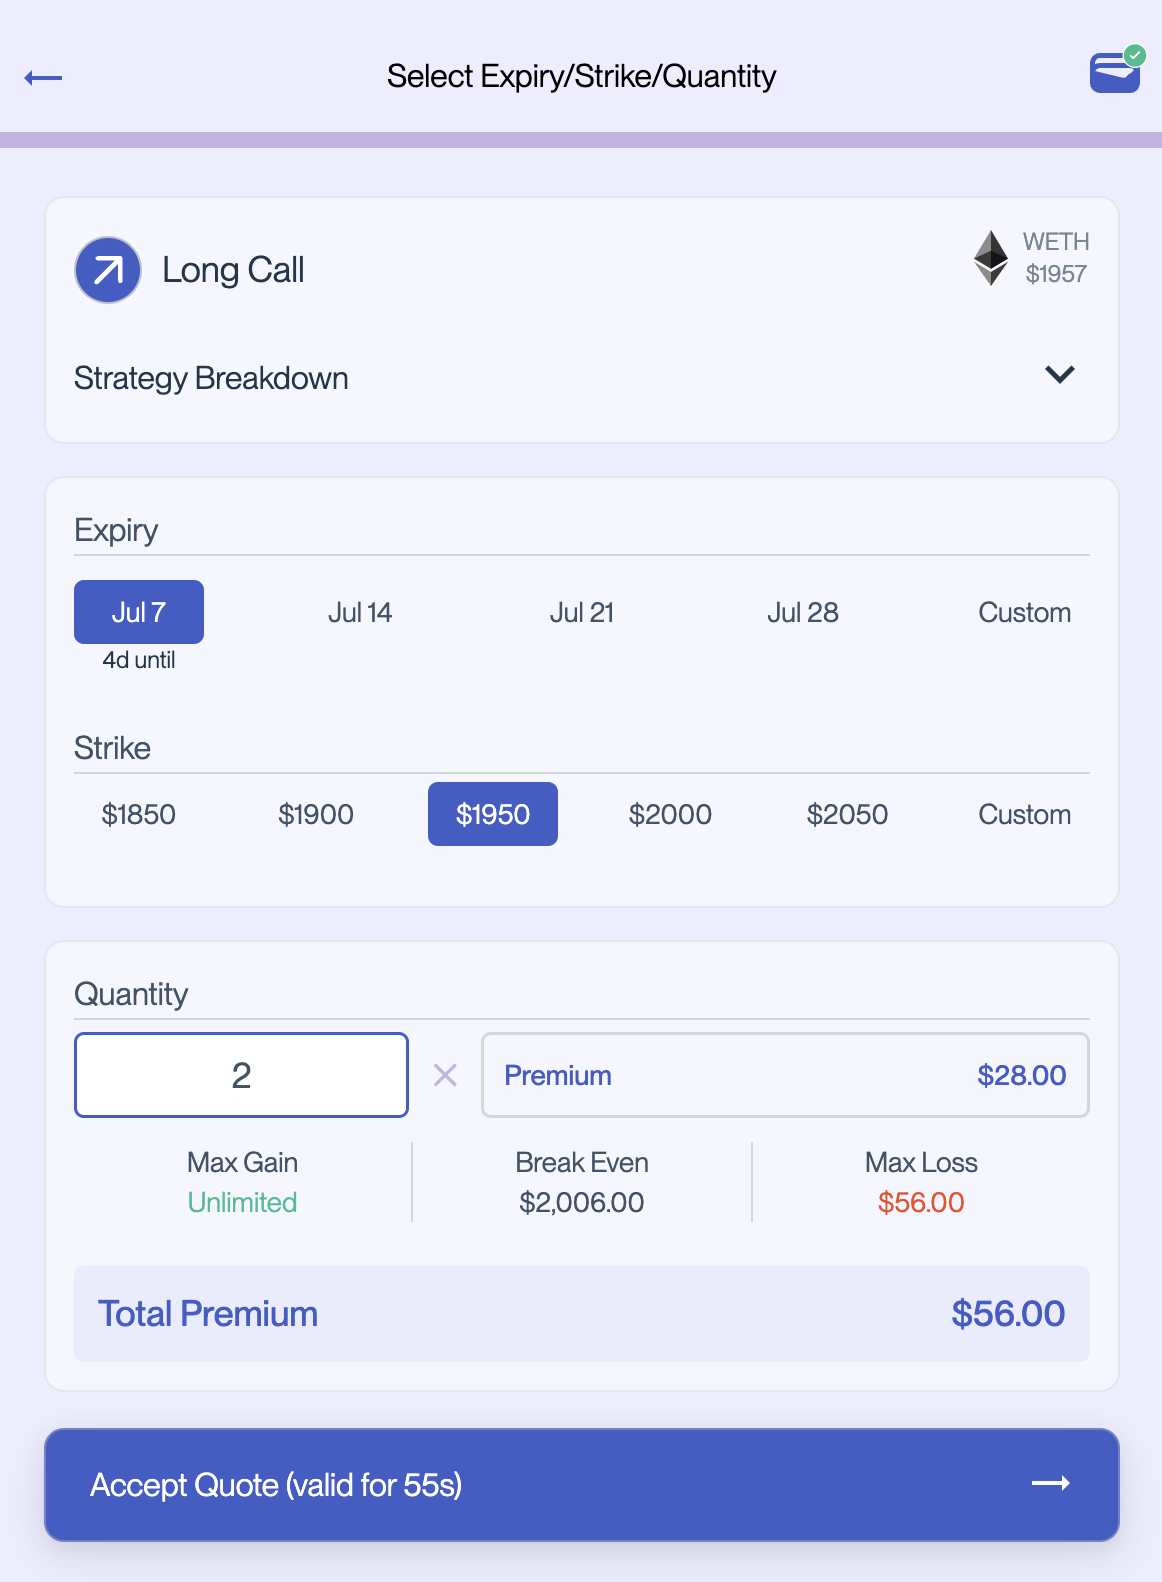 Select Expiry/Strike/Quantity
Long Call
WETH
$1957
Strategy Breakdown
Expiry
Jul 7 Jul 14 Jul 21 Jul 28 Custom
4d until
Strike
$1850 $1900 $1950 $2000 $2050 Custom
Quantity
2 × Premium $28.00
Max Gain Break Even Max Loss
Unlimited $2,006.00 $56.00
Total Premium $56.00
Accept Quote (valid for 55s)